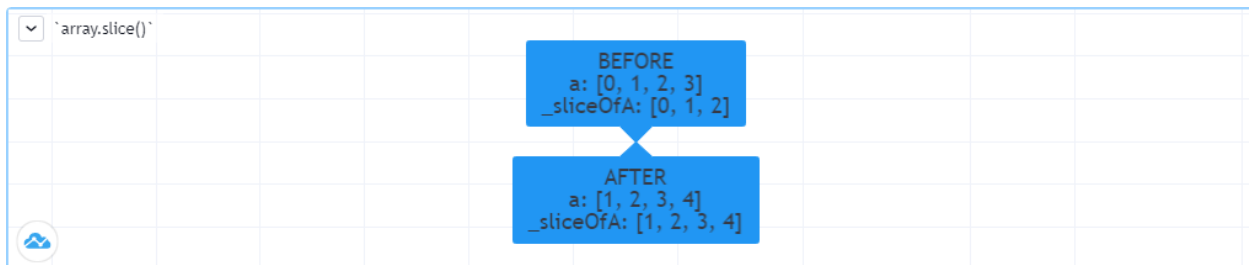 `array.slice()`
BEFORE
a: [0, 1, 2, 3]
_sliceOfA: [0, 1, 2]
AFTER
a: [1, 2, 3, 4]
_sliceOfA: [1, 2, 3, 4]